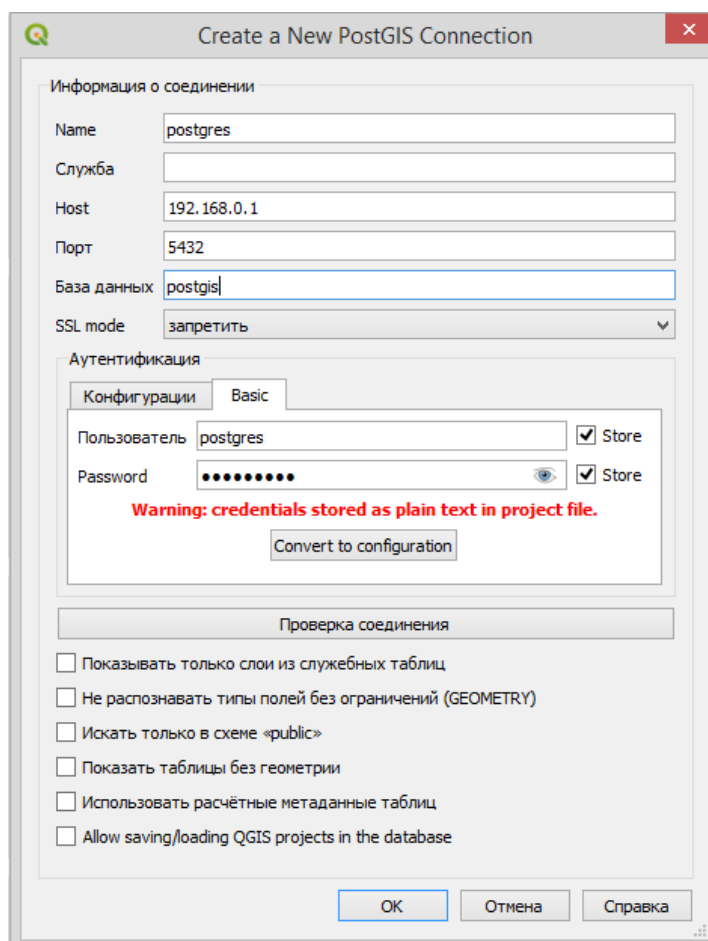 Create a New PostGIS Connection
Информация о соединении
Name postgres
Служба
Host 192.168.0.1
Порт 5432
База данных postgis
SSL mode запретить
Аутентификация
Конфигурации Basic
Пользователь postgres Store
Password ●●●●●●●●● Store
Warning: credentials stored as plain text in project file.
Convert to configuration
Проверка соединения
Показывать только слои из служебных таблиц
Не распознавать типы полей без ограничений (GEOMETRY)
Искать только в схеме «public»
Показать таблицы без геометрии
Использовать расчётные метаданные таблиц
Allow saving/loading QGIS projects in the database
OK Отмена Справка